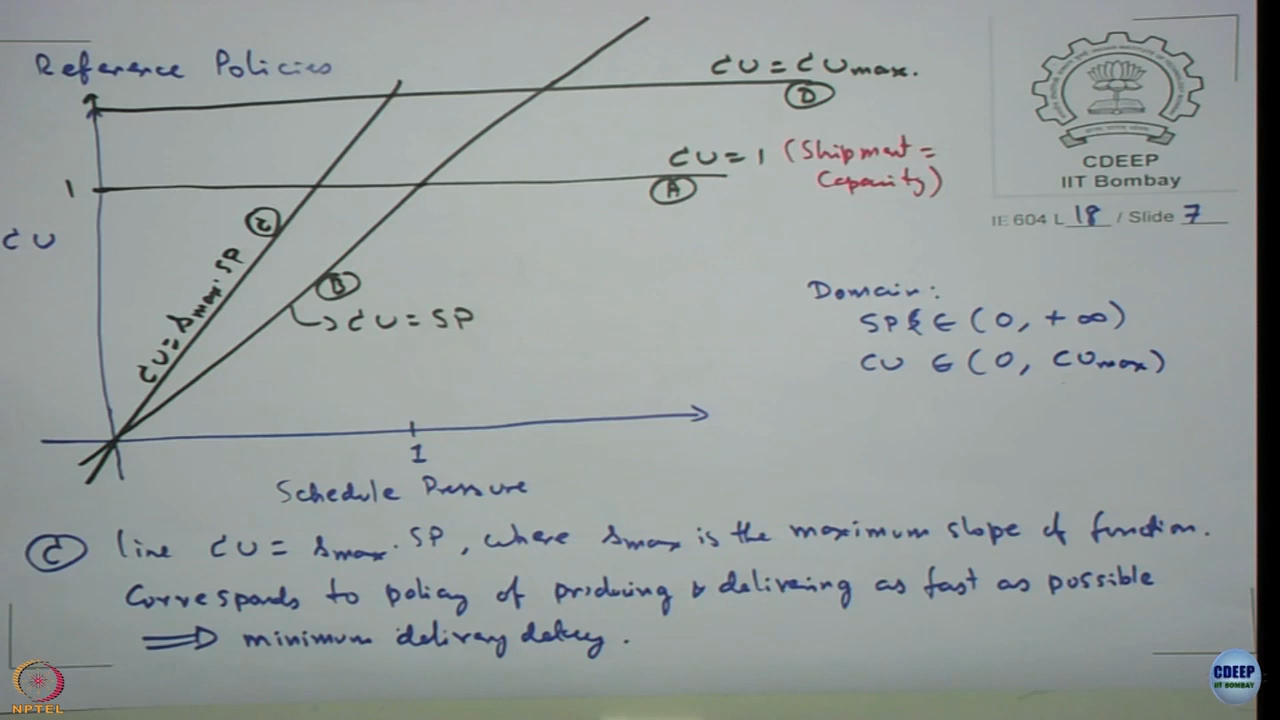 Reference Policies
CU = CUmax.
D
CU = 1 (Shipment =
Capacity)
A
1
CU
C
CU = smax. SP
B
CU = SP
1
Schedule Pressure
Domain:
SP ∈ (0, +∞)
CU ∈ (0, CUmax)
C line CU = smax. SP, where smax is the maximum slope of function.
Corresponds to policy of producing & delivering as fast as possible
⟹ minimum delivery delay.
CDEEP
IIT Bombay
IE 604 L 18 / Slide 7
NPTEL
CDEEP
IIT BOMBAY